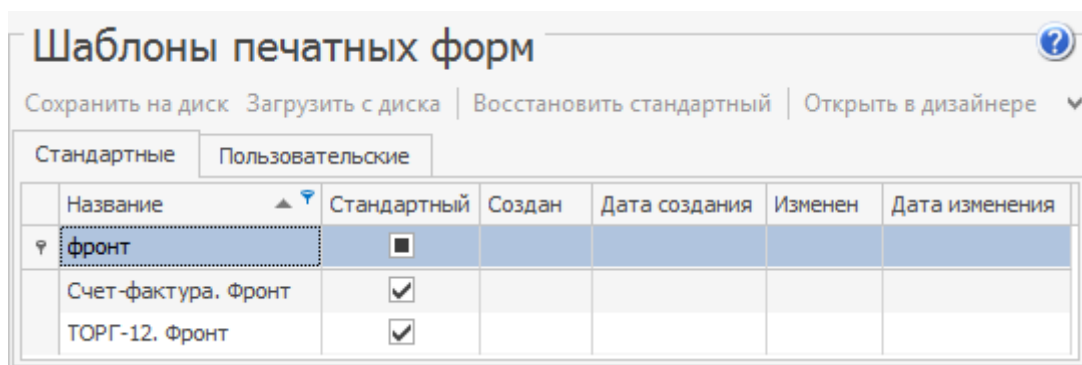 Шаблоны печатных форм
Сохранить на диск Загрузить с диска Восстановить стандартный Открыть в дизайнере
Стандартные Пользовательские
Название Стандартный Создан Дата создания Изменен Дата изменения
фронт
Счет-фактура. Фронт
ТОРГ-12. Фронт